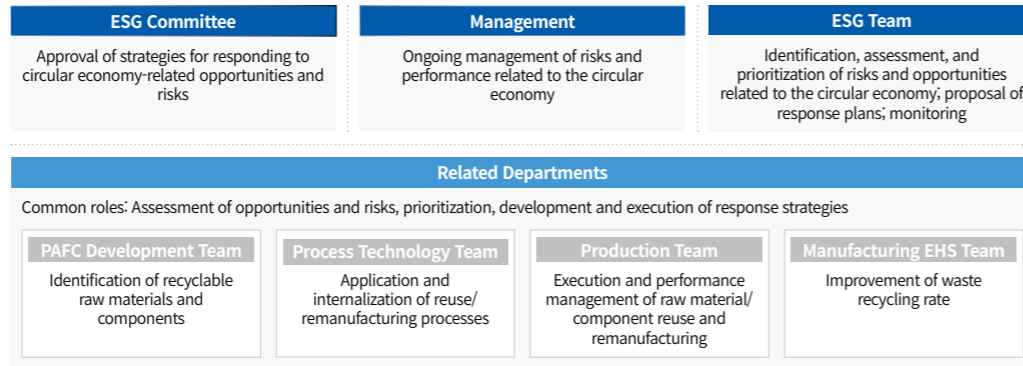 ESG Committee
Approval of strategies for responding to
circular economy-related opportunities and
risks
Management
Ongoing management of risks and
performance related to the circular
economy
ESG Team
Identification, assessment, and
prioritization of risks and opportunities
related to the circular economy; proposal of
response plans; monitoring
Related Departments
Common roles: Assessment of opportunities and risks, prioritization, development and execution of response strategies
PAFC Development Team
Identification of recyclable
raw materials and
components
Process Technology Team
Application and
internalization of reuse/
remanufacturing processes
Production Team
Execution and performance
management of raw material/
component reuse and
remanufacturing
Manufacturing EHS Team
Improvement of waste
recycling rate